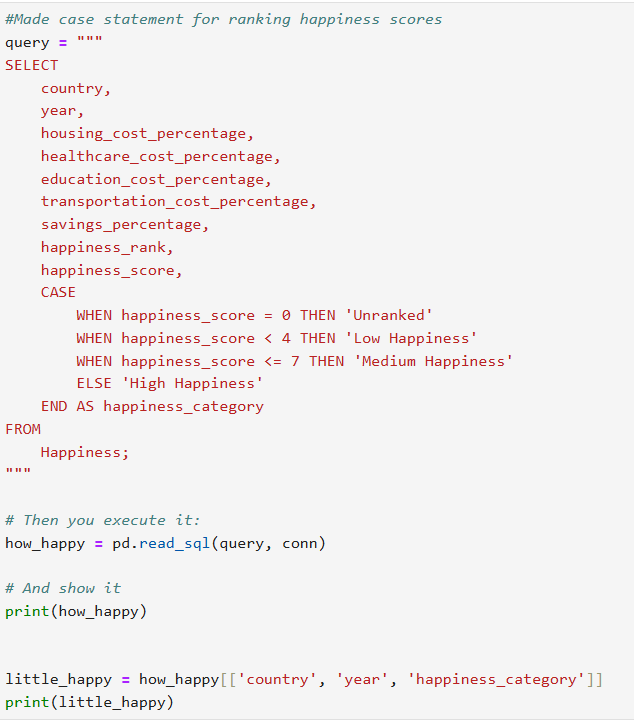 #Made case statement for ranking happiness scores
query = """
SELECT
    country,
    year,
    housing_cost_percentage,
    healthcare_cost_percentage,
    education_cost_percentage,
    transportation_cost_percentage,
    savings_percentage,
    happiness_rank,
    happiness_score,
    CASE
        WHEN happiness_score = 0 THEN 'Unranked'
        WHEN happiness_score < 4 THEN 'Low Happiness'
        WHEN happiness_score <= 7 THEN 'Medium Happiness'
        ELSE 'High Happiness'
    END AS happiness_category
FROM
    Happiness;
"""
# Then you execute it:
how_happy = pd.read_sql(query, conn)
# And show it
print(how_happy)
little_happy = how_happy[['country', 'year', 'happiness_category']]
print(little_happy)